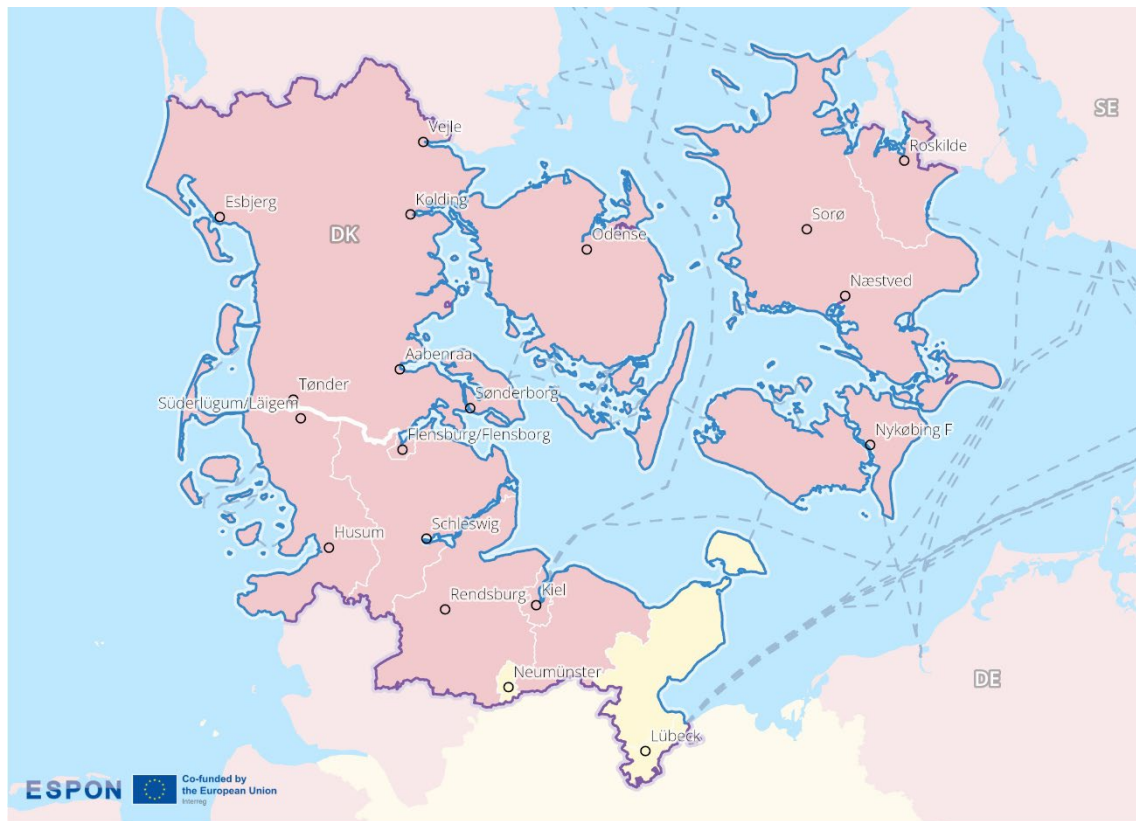 SE
Vejle
Roskilde
Esbjerg
Kolding
Sorø
DK
Odense
Næstved
Aabenraa
Tønder
Sønderborg
Süderlügum/Läigem
Flensburg/Flensborg
Nykøbing F
Schleswig
Husum
Kiel
Rendsburg
Neumünster
DE
Lübeck
ESPON
Co-funded by
the European Union
Interreg